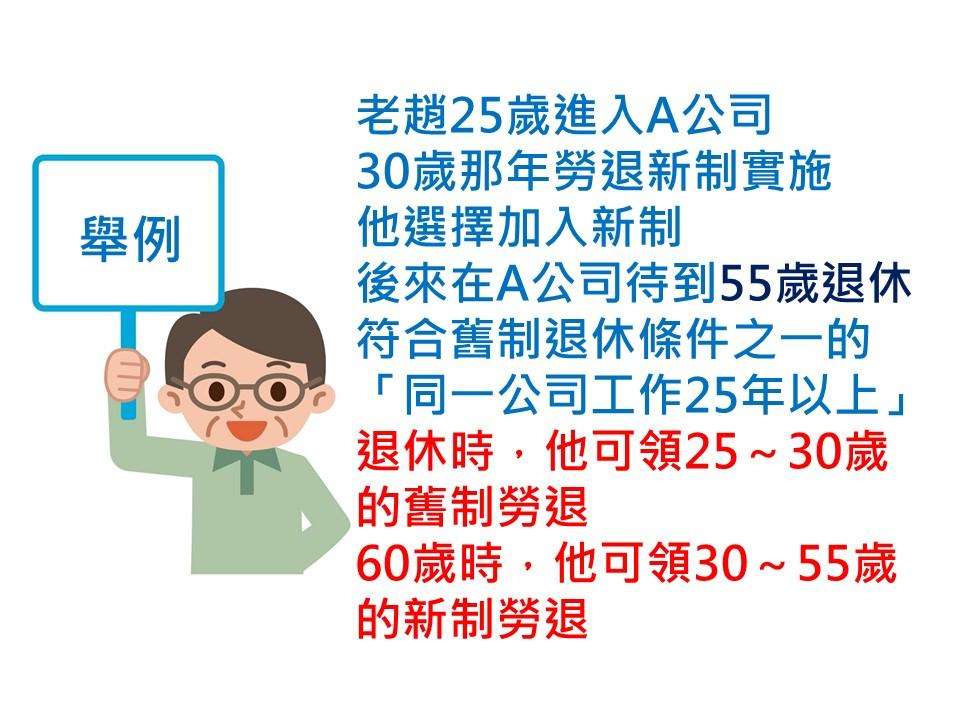 舉例
老趙25歲進入A公司
30歲那年勞退新制實施
他選擇加入新制
後來在A公司待到55歲退休
符合舊制退休條件之一的
「同一公司工作25年以上」
退休時，他可領25～30歲
的舊制勞退
60歲時，他可領30～55歲
的新制勞退